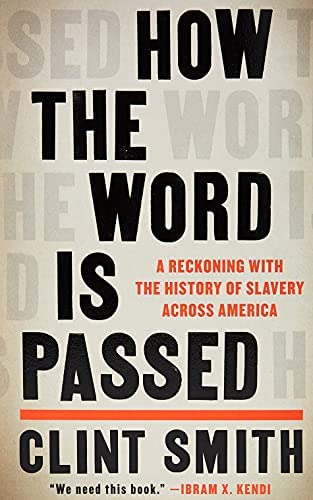 HOW
THE
WORD
IS
A RECKONING WITH
THE HISTORY OF SLAVERY
ACROSS AMERICA
PASSED
CLINT SMITH
"We need this book." —IBRAM X. KENDI